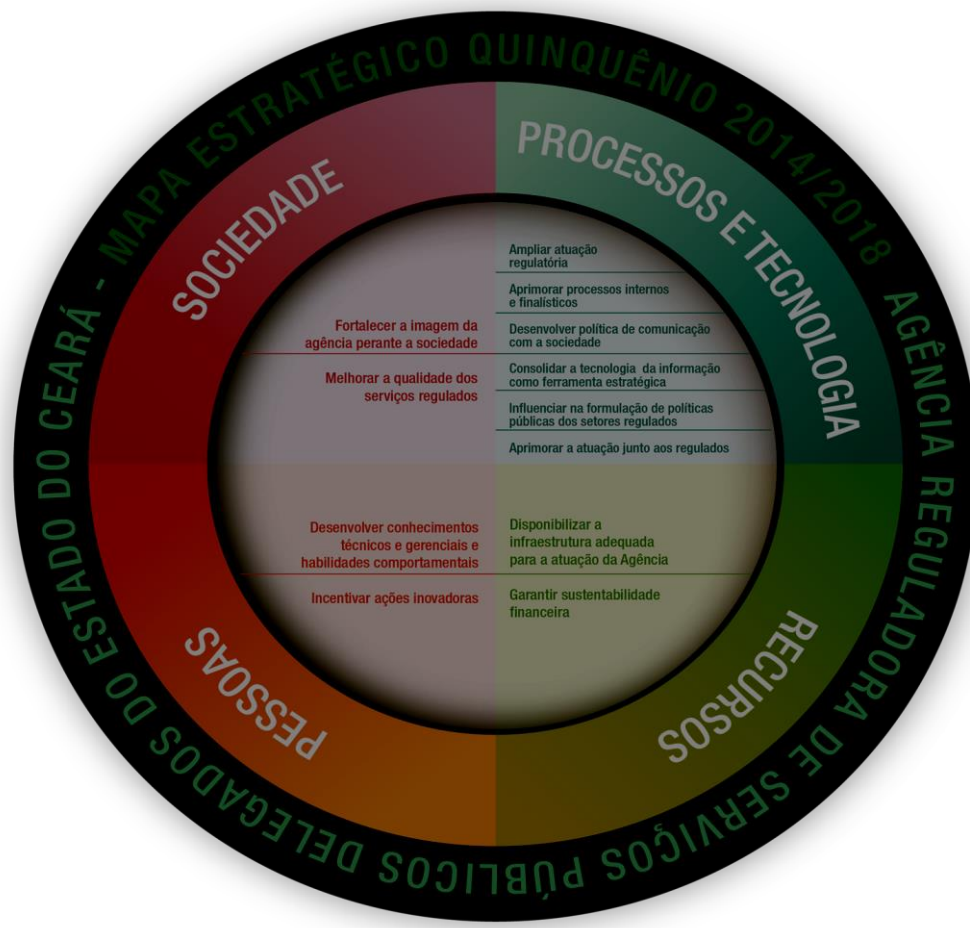 AGÊNCIA REGULADORA DE SERVIÇOS PÚBLICOS DELEGADOS DO ESTADO DO CEARÁ - MAPA ESTRATÉGICO QUINQUÊNIO 2014/2018
SOCIEDADE
Fortalecer a imagem da
agência perante a sociedade
Melhorar a qualidade dos
serviços regulados
PROCESSOS E TECNOLOGIA
Ampliar atuação
regulatória
Aprimorar processos internos
e finalísticos
Desenvolver política de comunicação
com a sociedade
Consolidar a tecnologia da informação
como ferramenta estratégica
Influenciar na formulação de políticas
públicas dos setores regulados
Aprimorar a atuação junto aos regulados
PESSOAS
Desenvolver conhecimentos
técnicos e gerenciais e
habilidades comportamentais
Incentivar ações inovadoras
RECURSOS
Disponibilizar a
infraestrutura adequada
para a atuação da Agência
Garantir sustentabilidade
financeira